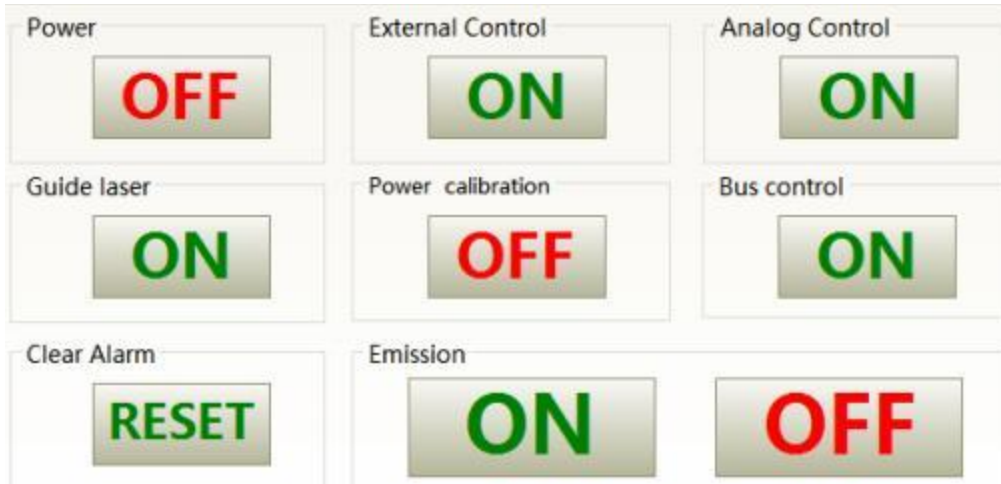 Power External Control Analog Control
OFF ON ON
Guide laser Power calibration Bus control
ON OFF ON
Clear Alarm Emission
RESET ON OFF